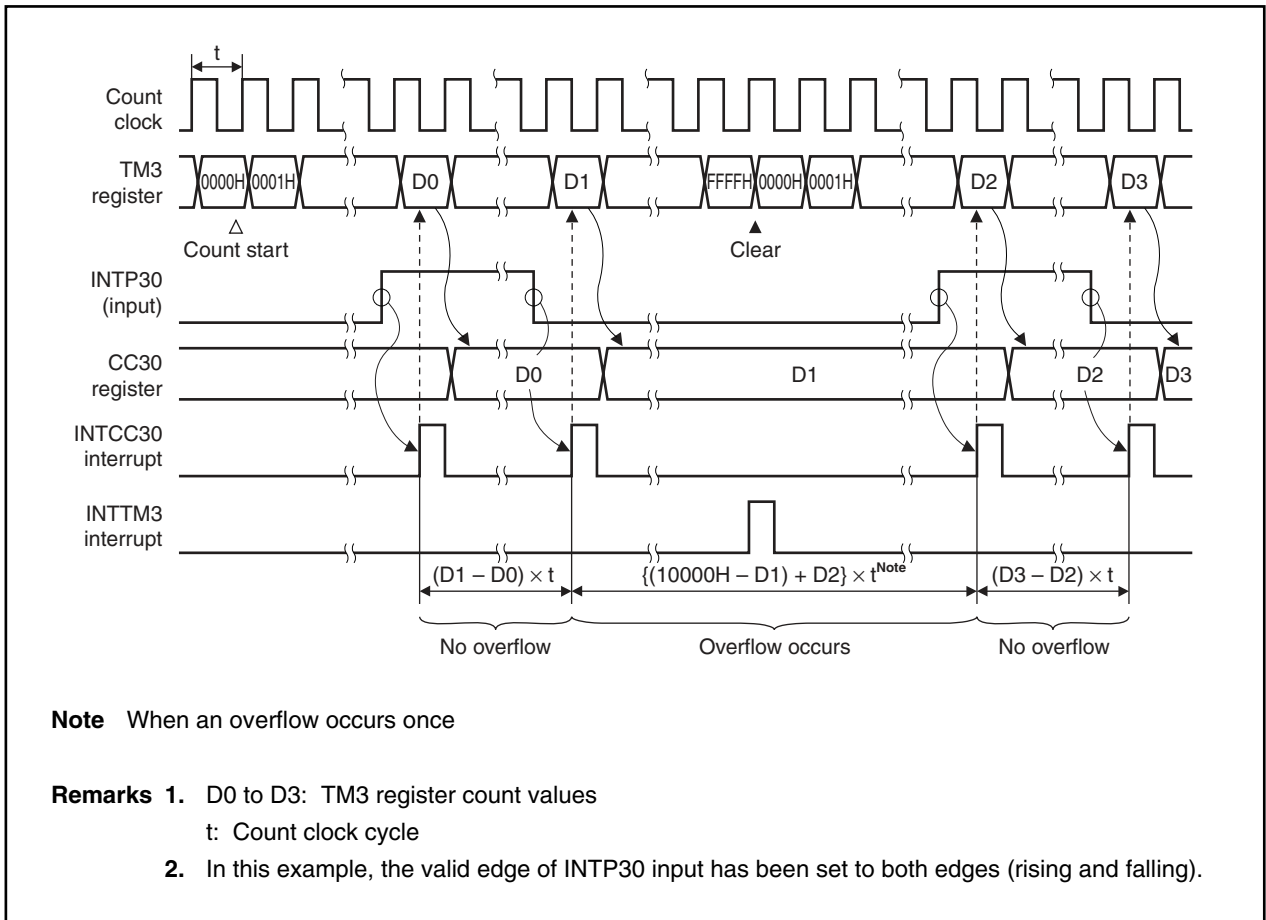 t
Count
clock
TM3
register
0000H 0001H D0 D1 FFFFH 0000H 0001H D2 D3
△
Count start
▲
Clear
INTP30
(input)
CC30
register
D0 D1 D2 D3
INTCC30
interrupt
INTTM3
interrupt
(D1 – D0) × t {(10000H – D1) + D2} × tNote (D3 – D2) × t
No overflow Overflow occurs No overflow
Note When an overflow occurs once
Remarks 1. D0 to D3: TM3 register count values
t: Count clock cycle
2. In this example, the valid edge of INTP30 input has been set to both edges (rising and falling).